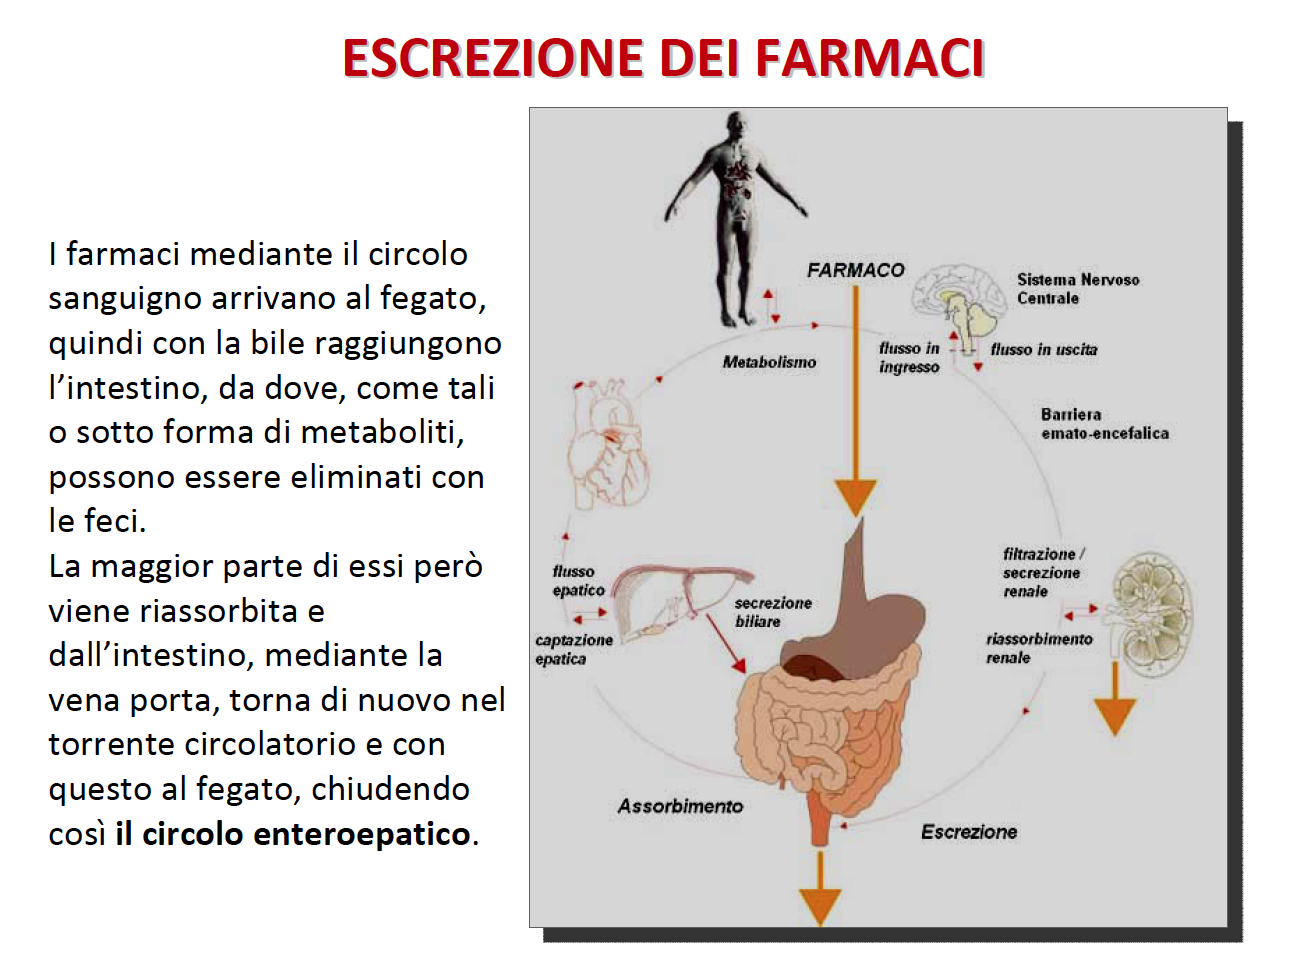 ESCREZIONE DEI FARMACI
I farmaci mediante il circolo
sanguigno arrivano al fegato,
quindi con la bile raggiungono
l’intestino, da dove, come tali
o sotto forma di metaboliti,
possono essere eliminati con
le feci.
La maggior parte di essi però
viene riassorbita e
dall’intestino, mediante la
vena porta, torna di nuovo nel
torrente circolatorio e con
questo al fegato, chiudendo
così il circolo enteroepatico.
FARMACO
Sistema Nervoso
Centrale
flusso in
ingresso
flusso in uscita
Metabolismo
Barriera
emato-encefalica
flusso
epatico
captazione
epatica
secrezione
biliare
filtrazione /
secrezione
renale
riassorbimento
renale
Assorbimento
Escrezione